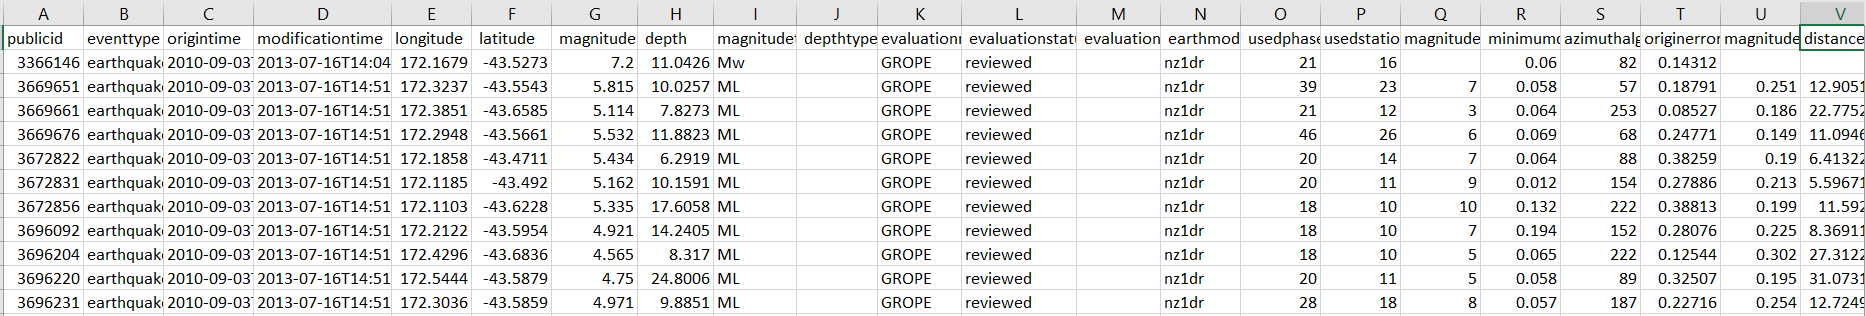 A B C D E F G H I J K L M N O P Q R S T U V
publicid eventtype origintime modificationtime longitude latitude magnitude depth magnitudet depthtype evaluationr evaluationstatu evaluation earthmod usedphase usedstatio magnitude minimumd azimuthalg originerror magnitude distance
3366146 earthquak 2010-09-03T 2013-07-16T14:04 172.1679 -43.5273 7.2 11.0426 Mw GROPE reviewed nz1dr 21 16 0.06 82 0.14312
3669651 earthquak 2010-09-03T 2013-07-16T14:51 172.3237 -43.5543 5.815 10.0257 ML GROPE reviewed nz1dr 39 23 7 0.058 57 0.18791 0.251 12.9051
3669661 earthquak 2010-09-03T 2013-07-16T14:51 172.3851 -43.6585 5.114 7.8273 ML GROPE reviewed nz1dr 21 12 3 0.064 253 0.08527 0.186 22.7752
3669676 earthquak 2010-09-03T 2013-07-16T14:51 172.2948 -43.5661 5.532 11.8823 ML GROPE reviewed nz1dr 46 26 6 0.069 68 0.24771 0.149 11.0946
3672822 earthquak 2010-09-03T 2013-07-16T14:51 172.1858 -43.4711 5.434 6.2919 ML GROPE reviewed nz1dr 20 14 7 0.064 88 0.38259 0.19 6.41322
3672831 earthquak 2010-09-03T 2013-07-16T14:51 172.1185 -43.492 5.162 10.1591 ML GROPE reviewed nz1dr 20 11 9 0.012 154 0.27886 0.213 5.59671
3672856 earthquak 2010-09-03T 2013-07-16T14:51 172.1103 -43.6228 5.335 17.6058 ML GROPE reviewed nz1dr 18 10 10 0.132 222 0.38813 0.199 11.592
3696092 earthquak 2010-09-03T 2013-07-16T14:51 172.2122 -43.5954 4.921 14.2405 ML GROPE reviewed nz1dr 18 10 7 0.194 152 0.28076 0.225 8.36911
3696204 earthquak 2010-09-03T 2013-07-16T14:51 172.4296 -43.6836 4.565 8.317 ML GROPE reviewed nz1dr 18 10 5 0.065 222 0.12544 0.302 27.3122
3696220 earthquak 2010-09-03T 2013-07-16T14:51 172.5444 -43.5879 4.75 24.8006 ML GROPE reviewed nz1dr 20 11 5 0.058 89 0.32507 0.195 31.0731
3696231 earthquak 2010-09-03T 2013-07-16T14:51 172.3036 -43.5859 4.971 9.8851 ML GROPE reviewed nz1dr 28 18 8 0.057 187 0.22716 0.254 12.7249